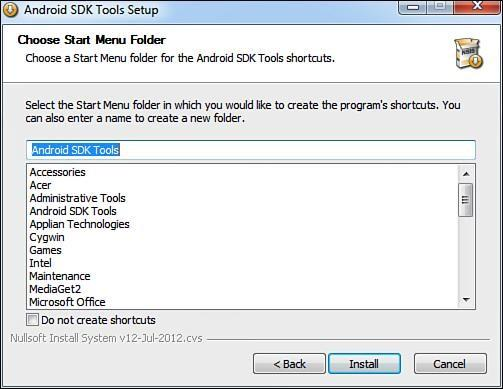 Android SDK Tools Setup
Choose Start Menu Folder
Choose a Start Menu folder for the Android SDK Tools shortcuts.
NSIS
Select the Start Menu folder in which you would like to create the program's shortcuts. You
can also enter a name to create a new folder.
Android SDK Tools
Accessories
Acer
Administrative Tools
Android SDK Tools
Applian Technologies
Cygwin
Games
Intel
Maintenance
MediaGet2
Microsoft Office
Do not create shortcuts
Nullsoft Install System v12-Jul-2012.cvs
< Back
Install
Cancel